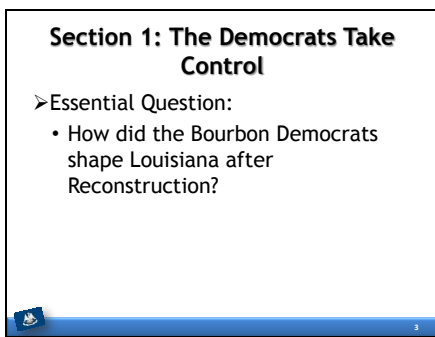 Section 1: The Democrats Take
Control
➢Essential Question:
• How did the Bourbon Democrats
shape Louisiana after
Reconstruction?
3